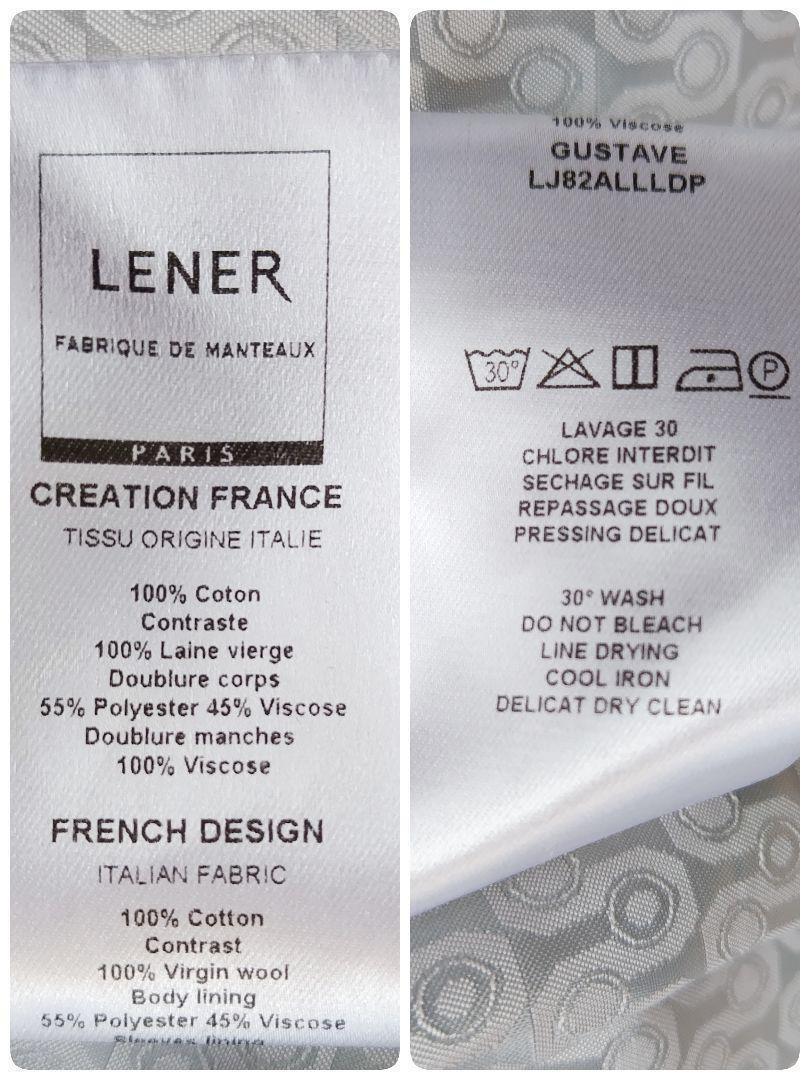 LENER
FABRIQUE DE MANTEAUX
PARIS
CREATION FRANCE
TISSU ORIGINE ITALIE
100% Coton
Contraste
100% Laine vierge
Doublure corps
55% Polyester 45% Viscose
Doublure manches
100% Viscose
FRENCH DESIGN
ITALIAN FABRIC
100% Cotton
Contrast
100% Virgin wool
Body lining
55% Polyester 45% Viscose
Sleeves lining
100% Viscose
GUSTAVE
LJ82ALLLDP
30° P
LAVAGE 30
CHLORE INTERDIT
SECHAGE SUR FIL
REPASSAGE DOUX
PRESSING DELICAT
30° WASH
DO NOT BLEACH
LINE DRYING
COOL IRON
DELICAT DRY CLEAN